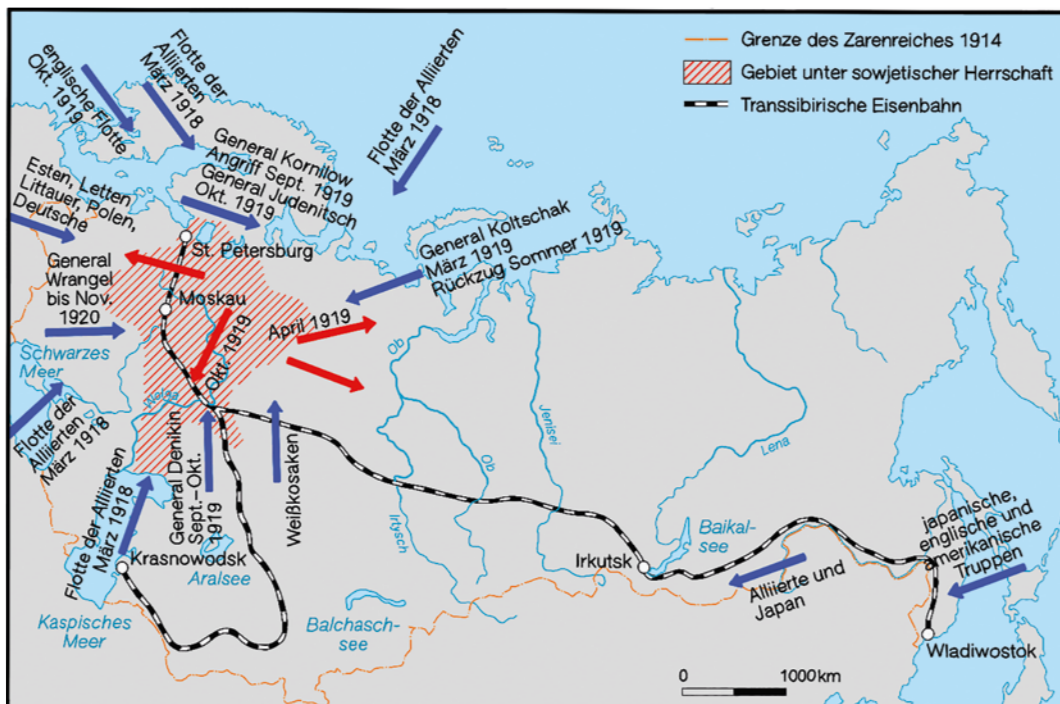 Grenze des Zarenreiches 1914
Gebiet unter sowjetischer Herrschaft
Transsibirische Eisenbahn
englische Flotte
Okt. 1919
Flotte der
Alliierten
März 1918
Flotte der Alliierten
März 1918
General Kornilow
Angriff Sept. 1919
General Judenitsch
Okt. 1919
Esten, Letten
Littauer, Polen,
Deutsche
St. Petersburg
General Koltschak
März 1919
Rückzug Sommer 1919
General
Wrangel
bis Nov.
1920
Moskau
April 1919
Okt. 1919
Schwarzes
Meer
Wolga
Ob
Jenisei
Lena
Flotte der
Alliierten
März 1918
Ob
Irtysch
General Denikin
Sept.–Okt.
1919
Weißkosaken
Flotte der Alliierten
März 1918
Krasnowodsk
Aralsee
Kaspisches
Meer
Balchasch-
see
Irkutsk
Baikal-
see
Alliierte und
Japan
japanische,
englische und
amerikanische
Truppen
Wladiwostok
0 1000 km